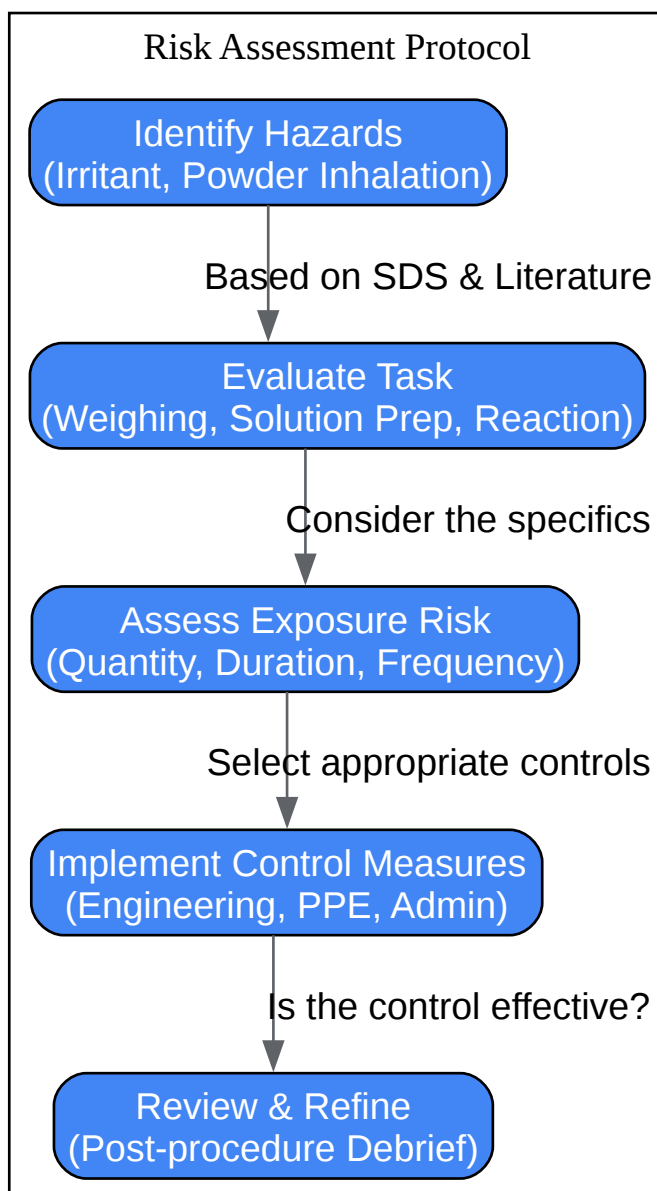 Risk Assessment Protocol
Identify Hazards
(Irritant, Powder Inhalation)
Based on SDS & Literature
Evaluate Task
(Weighing, Solution Prep, Reaction)
Consider the specifics
Assess Exposure Risk
(Quantity, Duration, Frequency)
Select appropriate controls
Implement Control Measures
(Engineering, PPE, Admin)
Is the control effective?
Review & Refine
(Post-procedure Debrief)